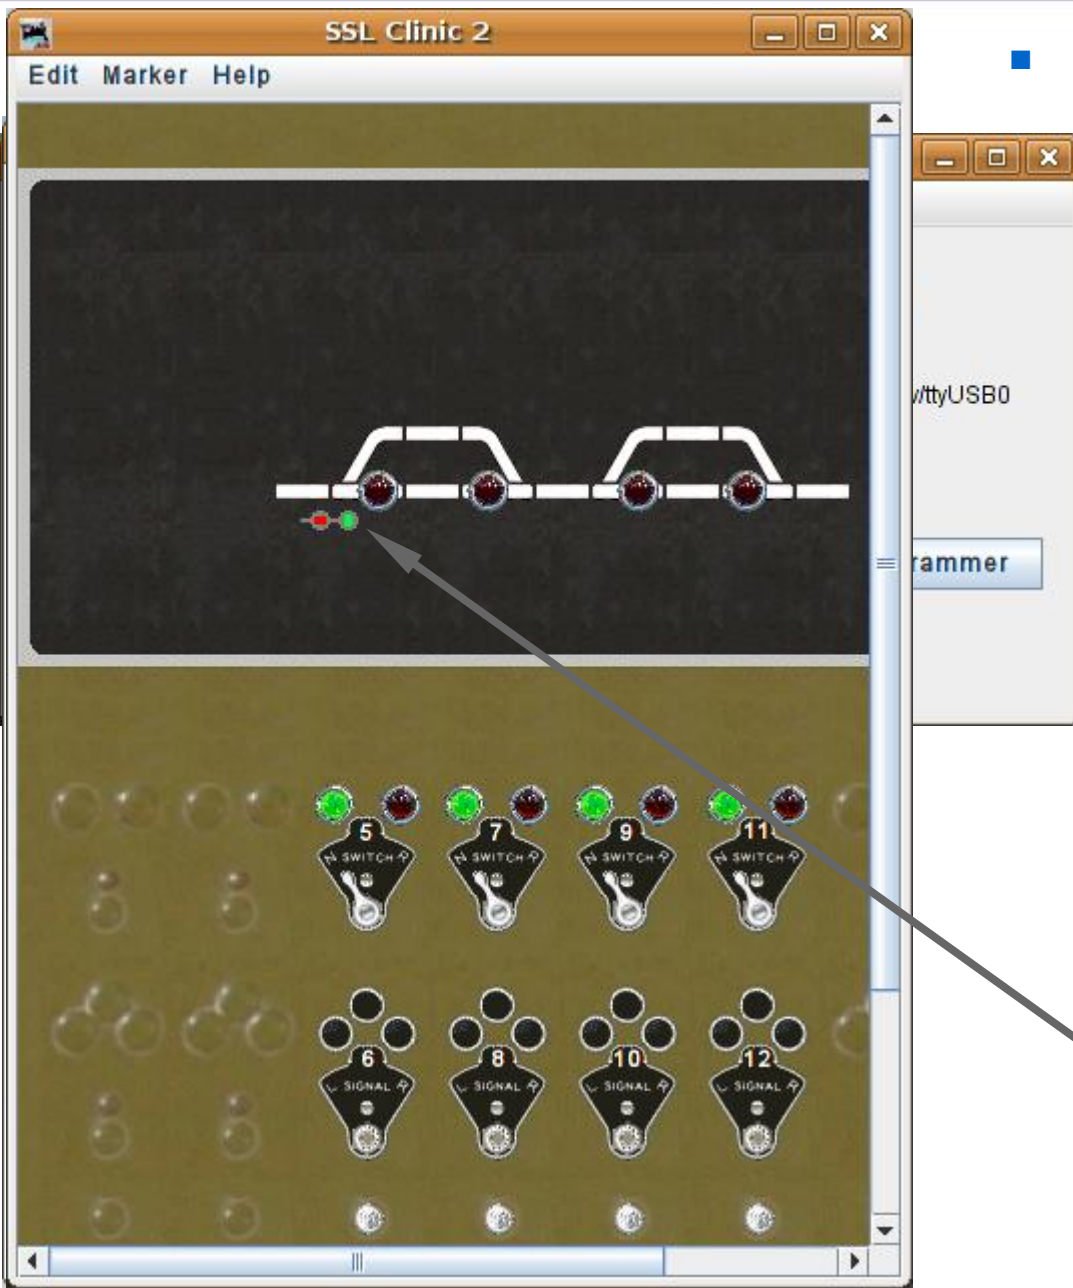 SSL Clinic 2
Edit Marker Help
ttyUSB0
rammer
5 7 9 11
N SWITCH R N SWITCH R N SWITCH R N SWITCH R
6 8 10 12
L SIGNAL R L SIGNAL R L SIGNAL R L SIGNAL R